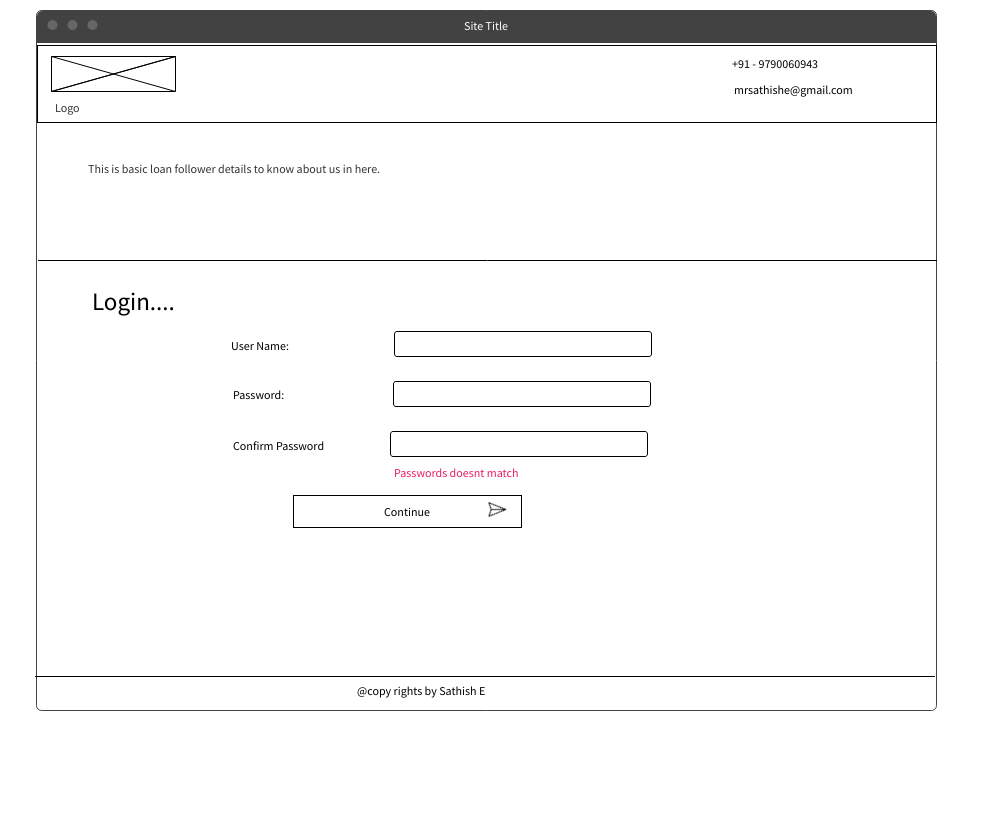 Site Title
+91 - 9790060943
mrsathishe@gmail.com
Logo
This is basic loan follower details to know about us in here.
Login....
User Name:
Password:
Confirm Password
Passwords doesnt match
Continue
@copy rights by Sathish E